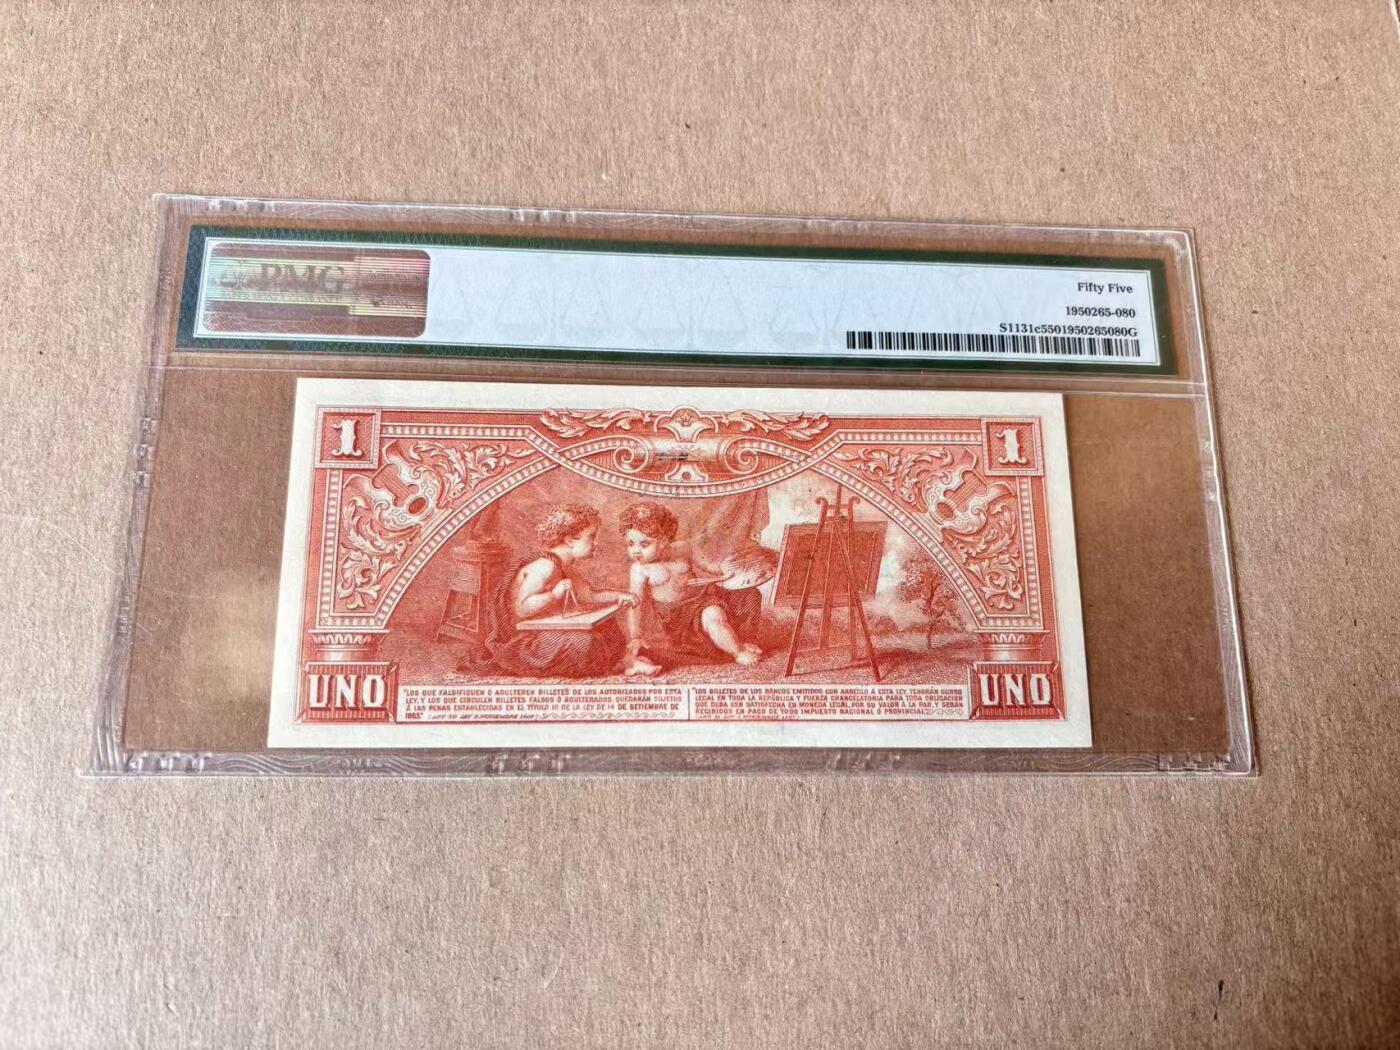 PMG
Fifty Five
1950265-080
S1131c5501950265080G
1
1
UNO
UNO
"LOS QUE FALSIFIQUEN Ó ADULTEREN BILLETES DE LOS AUTORIZADOS POR ESTA
LEY, Y LOS QUE CIRCULEN BILLETES FALSOS Ó ADULTERADOS QUEDARÁN SUJETOS
Á LAS PENAS ESTABLECIDAS EN EL TITULO 10 DE LA LEY DE 14 DE SETIEMBRE DE
1863"
"LOS BILLETES DE LOS BANCOS EMITIDOS CON ARREGLO Á ESTA LEY, TENDRÁN CURSO
LEGAL EN TODA LA REPÚBLICA Y FUERZA CHANCELATORIA PARA TODA OBLIGACION
QUE DEBA SER SATISFECHA EN MONEDA LEGAL, POR SU VALOR Á LA PAR, Y SERÁN
RECIBIDOS EN PAGO DE TODO IMPUESTO NACIONAL Ó PROVINCIAL"